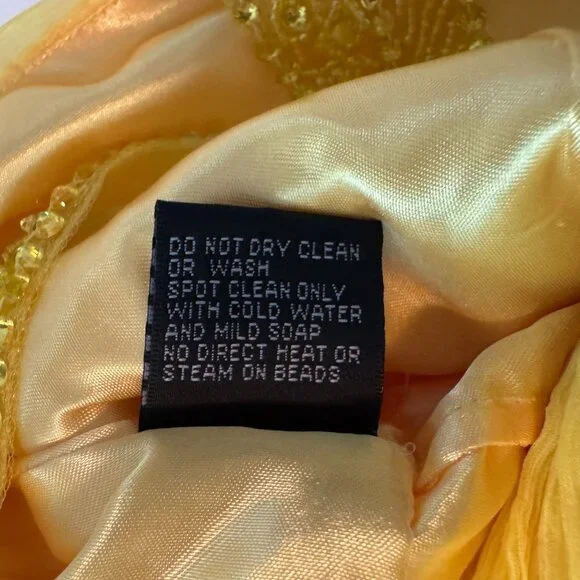 DO NOT DRY CLEAN
OR WASH
SPOT CLEAN ONLY
WITH COLD WATER
AND MILD SOAP
NO DIRECT HEAT OR
STEAM ON BEADS